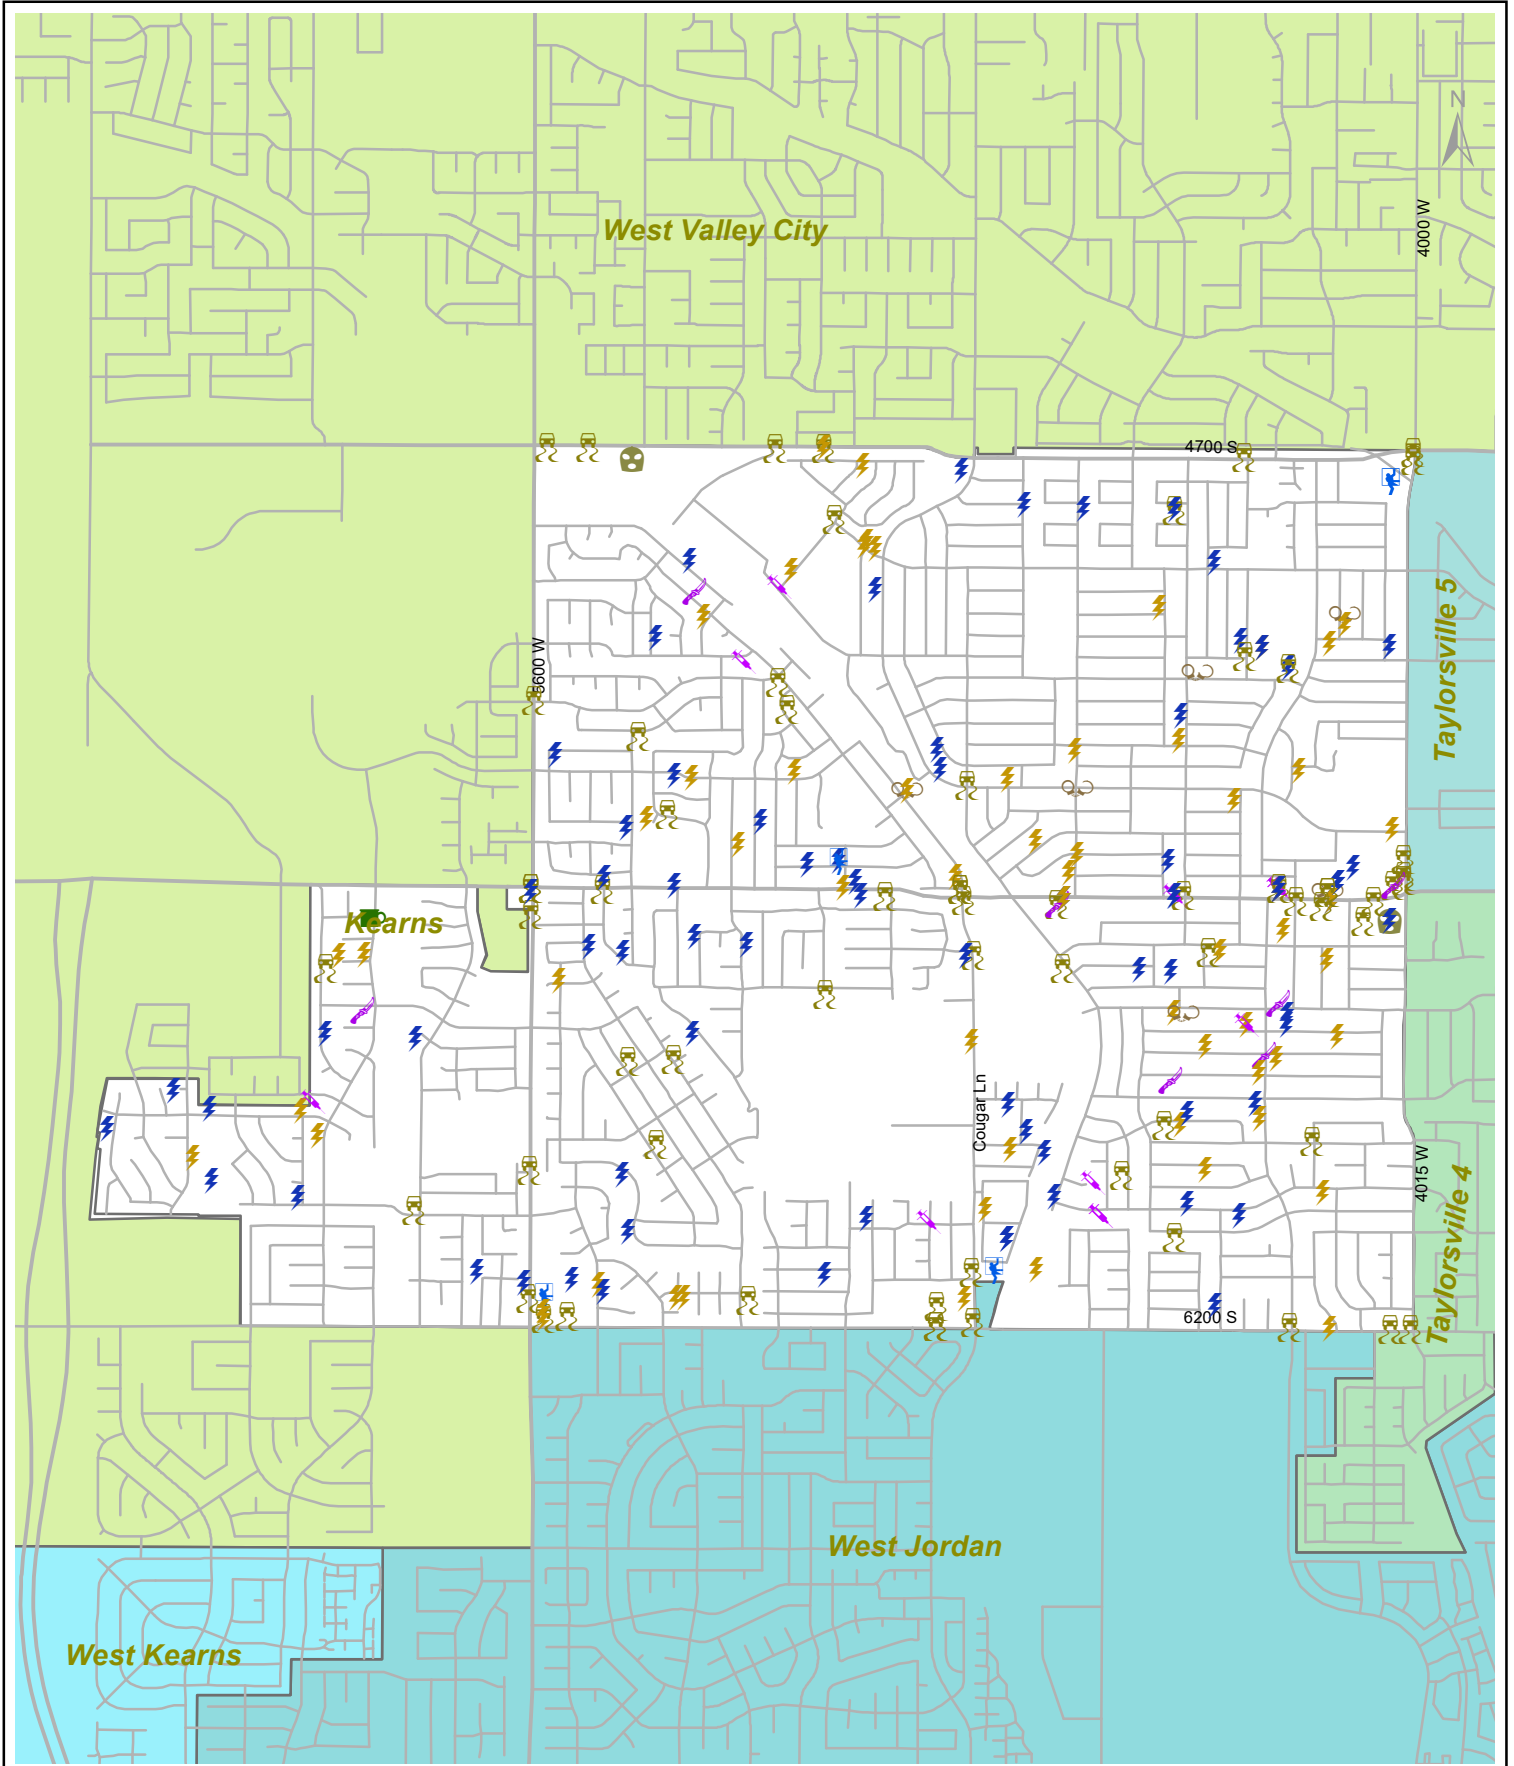 N
4000 W
West Valley City
4700 S
Taylorsville 5
5600 W
Kearns
Cougar Ln
4015 W
Taylorsville 4
6200 S
West Jordan
West Kearns